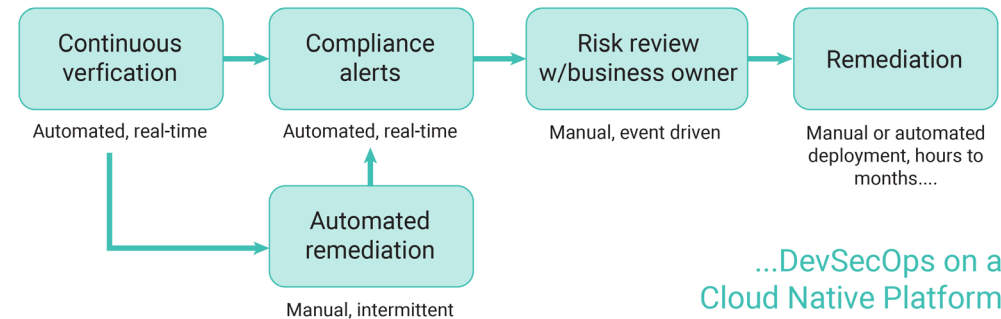 Continuous
verfication
Compliance
alerts
Risk review
w/business owner
Remediation
Automated, real-time
Automated, real-time
Manual, event driven
Manual or automated
deployment, hours to
months....
Automated
remediation
Manual, intermittent
...DevSecOps on a
Cloud Native Platform